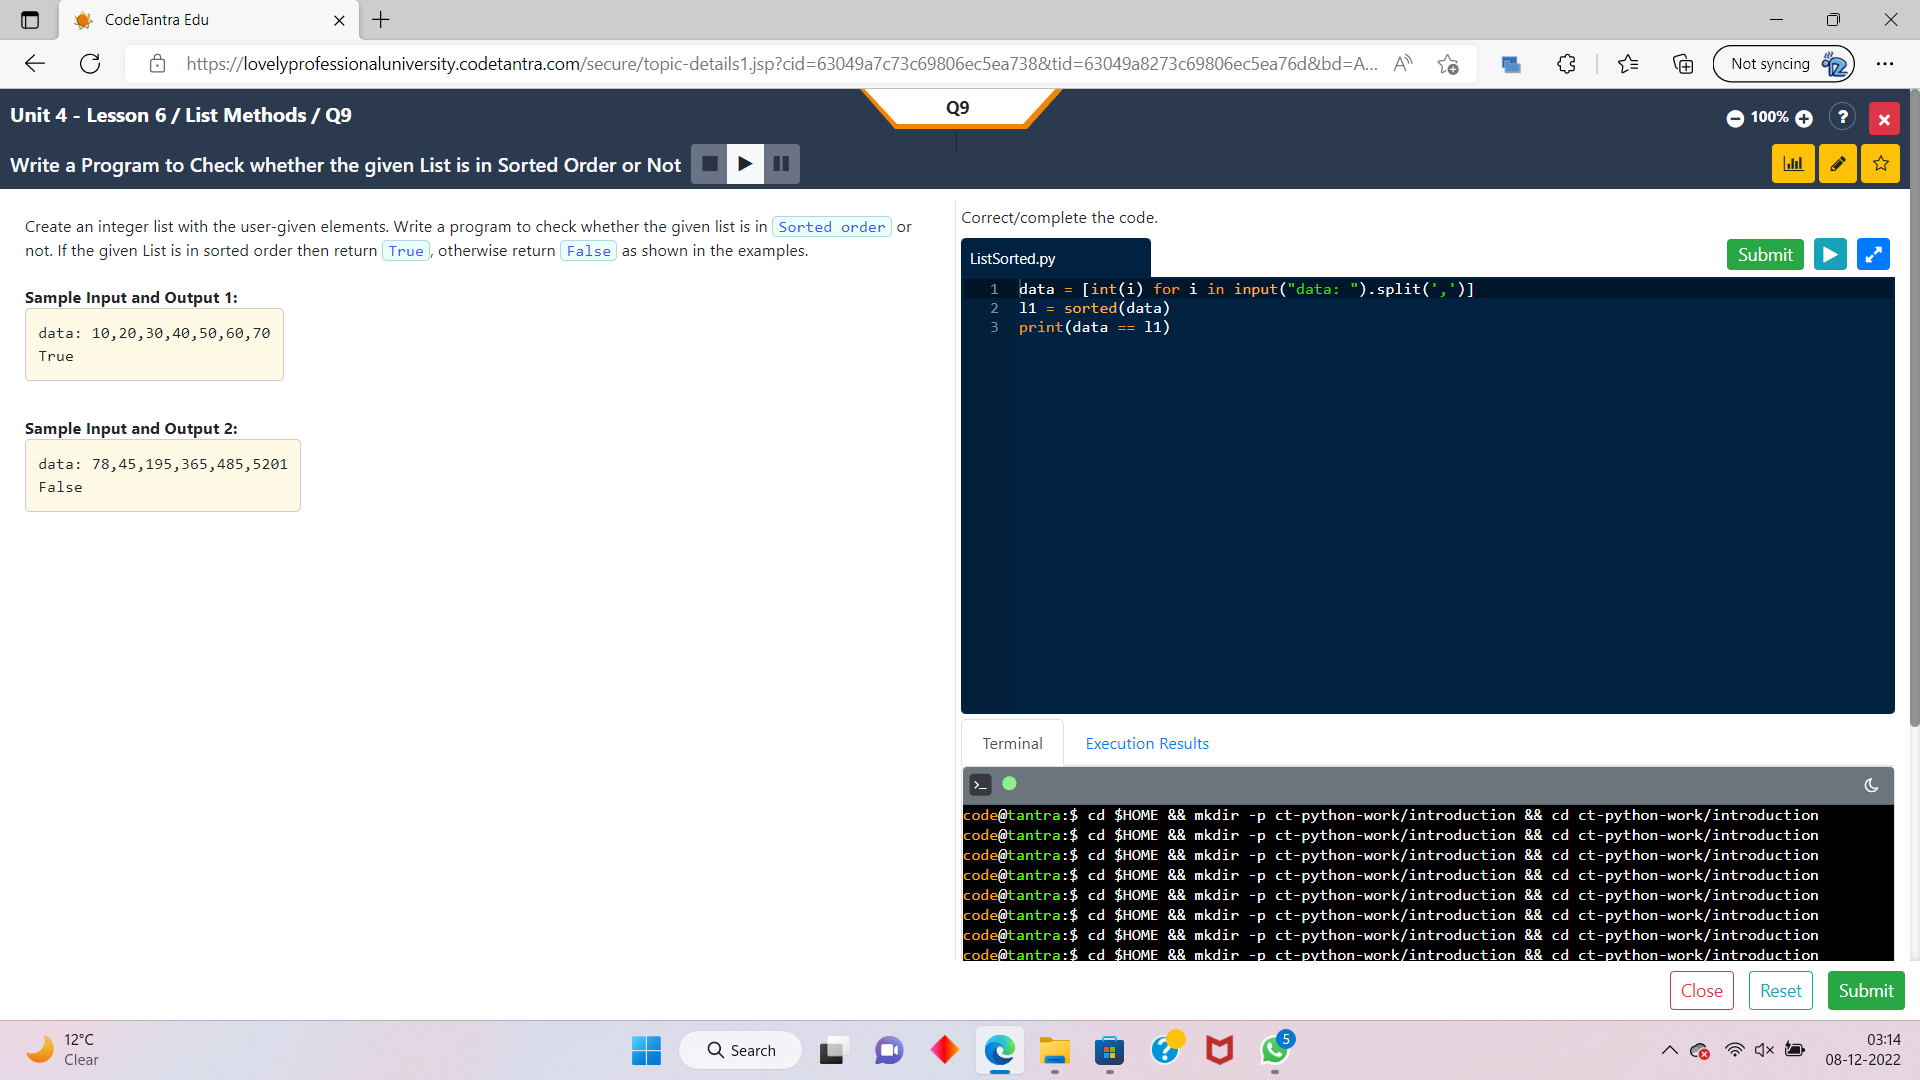 CodeTantra Edu
https://lovelyprofessionaluniversity.codetantra.com/secure/topic-details1.jsp?cid=63049a7c73c69806ec5ea738&tid=63049a8273c69806ec5ea76d&bd=A...
Not syncing
Unit 4 - Lesson 6 / List Methods / Q9
Q9
100%
?
Write a Program to Check whether the given List is in Sorted Order or Not
Create an integer list with the user-given elements. Write a program to check whether the given list is in Sorted order or
not. If the given List is in sorted order then return True, otherwise return False as shown in the examples.
Sample Input and Output 1:
data: 10,20,30,40,50,60,70
True
Sample Input and Output 2:
data: 78,45,195,365,485,5201
False
Correct/complete the code.
ListSorted.py
Submit
1 data = [int(i) for i in input("data: ").split(',')]
2 l1 = sorted(data)
3 print(data == l1)
Terminal
Execution Results
code@tantra:$ cd $HOME && mkdir -p ct-python-work/introduction && cd ct-python-work/introduction
code@tantra:$ cd $HOME && mkdir -p ct-python-work/introduction && cd ct-python-work/introduction
code@tantra:$ cd $HOME && mkdir -p ct-python-work/introduction && cd ct-python-work/introduction
code@tantra:$ cd $HOME && mkdir -p ct-python-work/introduction && cd ct-python-work/introduction
code@tantra:$ cd $HOME && mkdir -p ct-python-work/introduction && cd ct-python-work/introduction
code@tantra:$ cd $HOME && mkdir -p ct-python-work/introduction && cd ct-python-work/introduction
code@tantra:$ cd $HOME && mkdir -p ct-python-work/introduction && cd ct-python-work/introduction
code@tantra:$ cd $HOME && mkdir -p ct-python-work/introduction && cd ct-python-work/introduction
Close
Reset
Submit
12°C
Clear
Search
5
03:14
08-12-2022